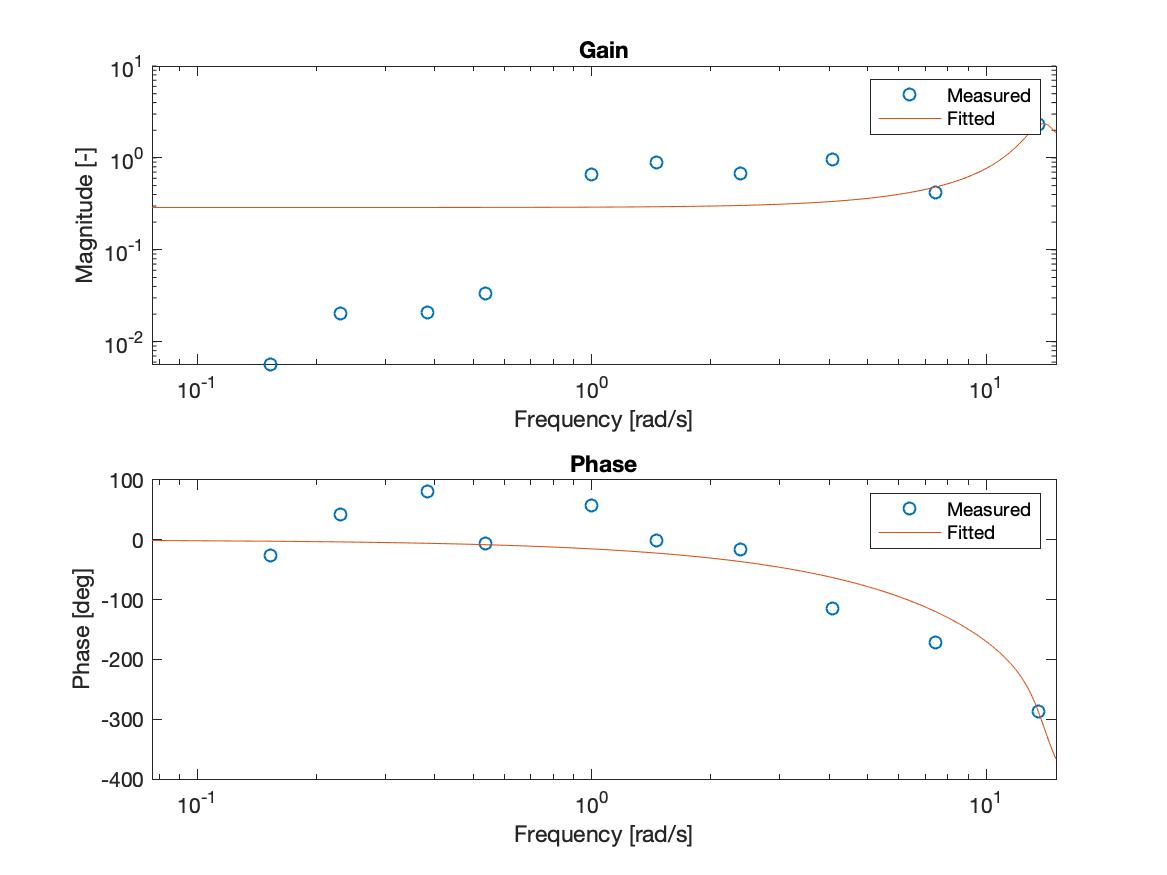 Gain
Magnitude [-]
10^1
10^0
10^-1
10^-2
Measured
Fitted
10^-1
10^0
10^1
Frequency [rad/s]
Phase
Phase [deg]
100
0
-100
-200
-300
-400
Measured
Fitted
10^-1
10^0
10^1
Frequency [rad/s]